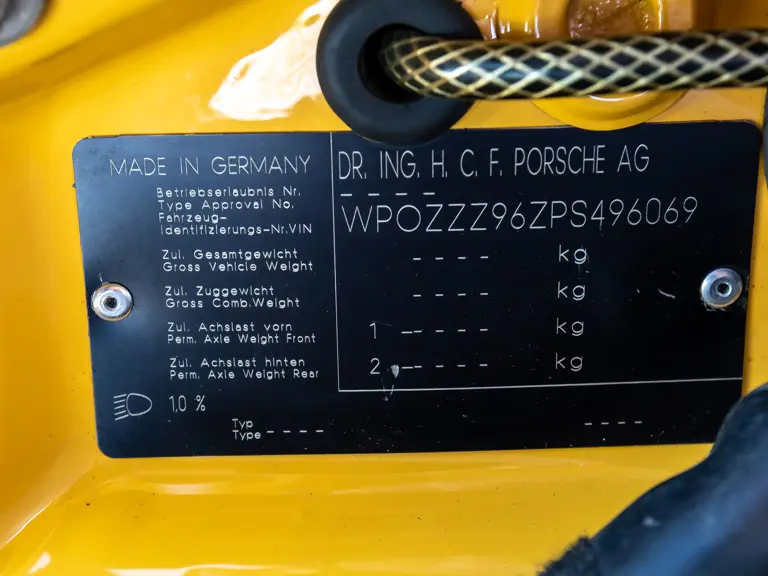 MADE IN GERMANY
DR. ING. H. C. F. PORSCHE AG
Betriebserlaubnis Nr.
Type Approval No.
- - - -
Fahrzeug-
Identifizierungs-Nr.VIN
WPOZZZ96ZPS496069
Zul. Gesamtgewicht
Gross Vehicle Weight
- - - - kg
Zul. Zuggewicht
Gross Comb.Weight
- - - - kg
Zul. Achslast vorn
Perm. Axle Weight Front
1 - - - - - kg
Zul. Achslast hinten
Perm. Axle Weight Rear
2 - - - - - kg
1,0 %
Typ
Type - - - -
- - - -